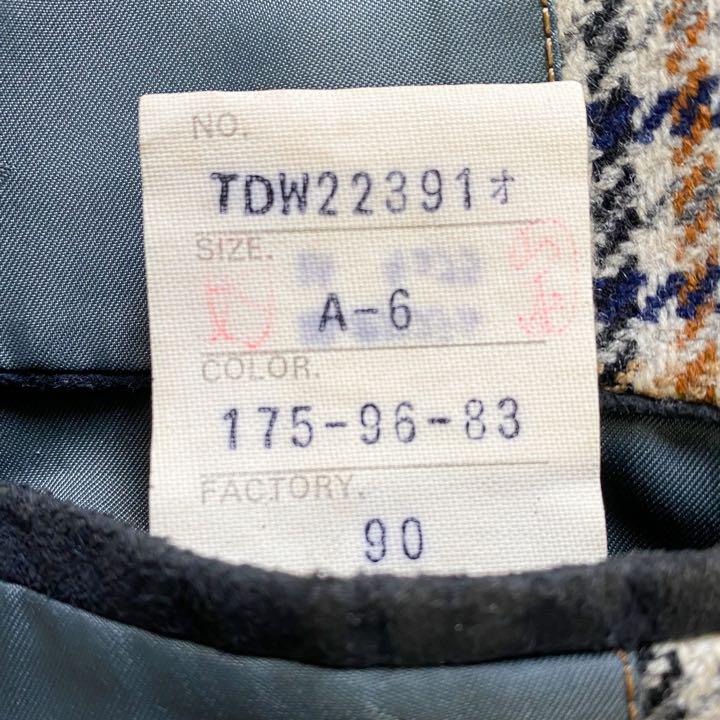 NO.
TDW22391オ
SIZE.
A-6
COLOR.
175-96-83
FACTORY.
90